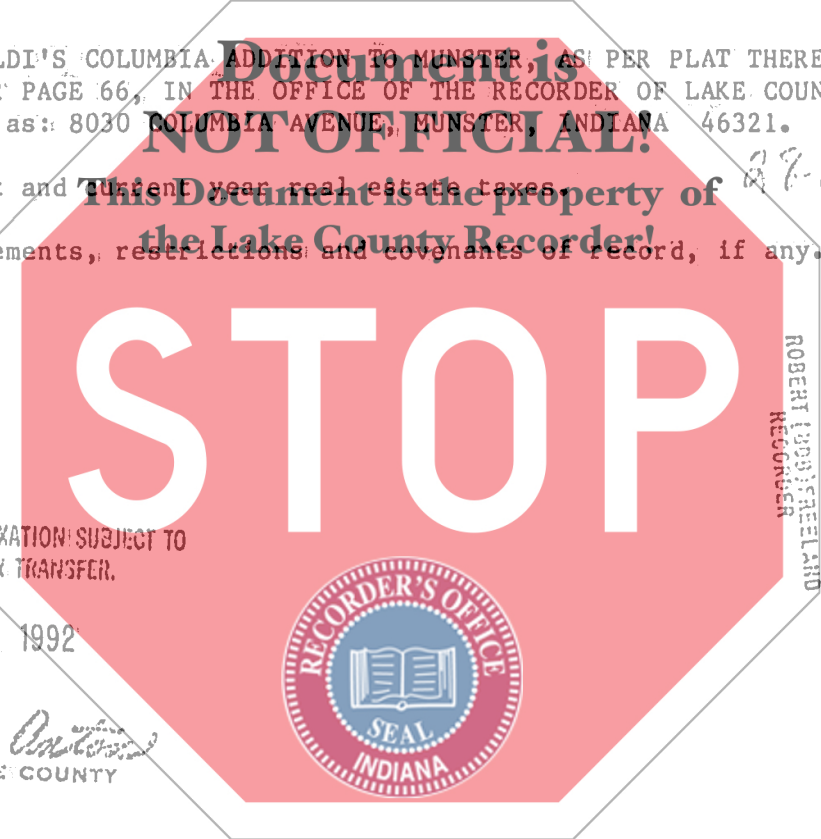 LDI'S COLUMBIA ADDITION TO MUNSTER, AS PER PLAT THERE
Document is
PAGE 66, IN THE OFFICE OF THE RECORDER OF LAKE COUN
as: 8030 COLUMBIA AVENUE, MUNSTER, INDIANA 46321.
NOT OFFICIAL!
and current year real estate taxes.
This Document is the property of
ements, restrictions and covenants of record, if any.
the Lake County Recorder!
STOP
ROBERT (BOB) FREELAND
RECORDER
XATION SUBJECT TO
TRANSFER.
1992
COUNTY
RECORDER'S OFFICE
SEAL
INDIANA